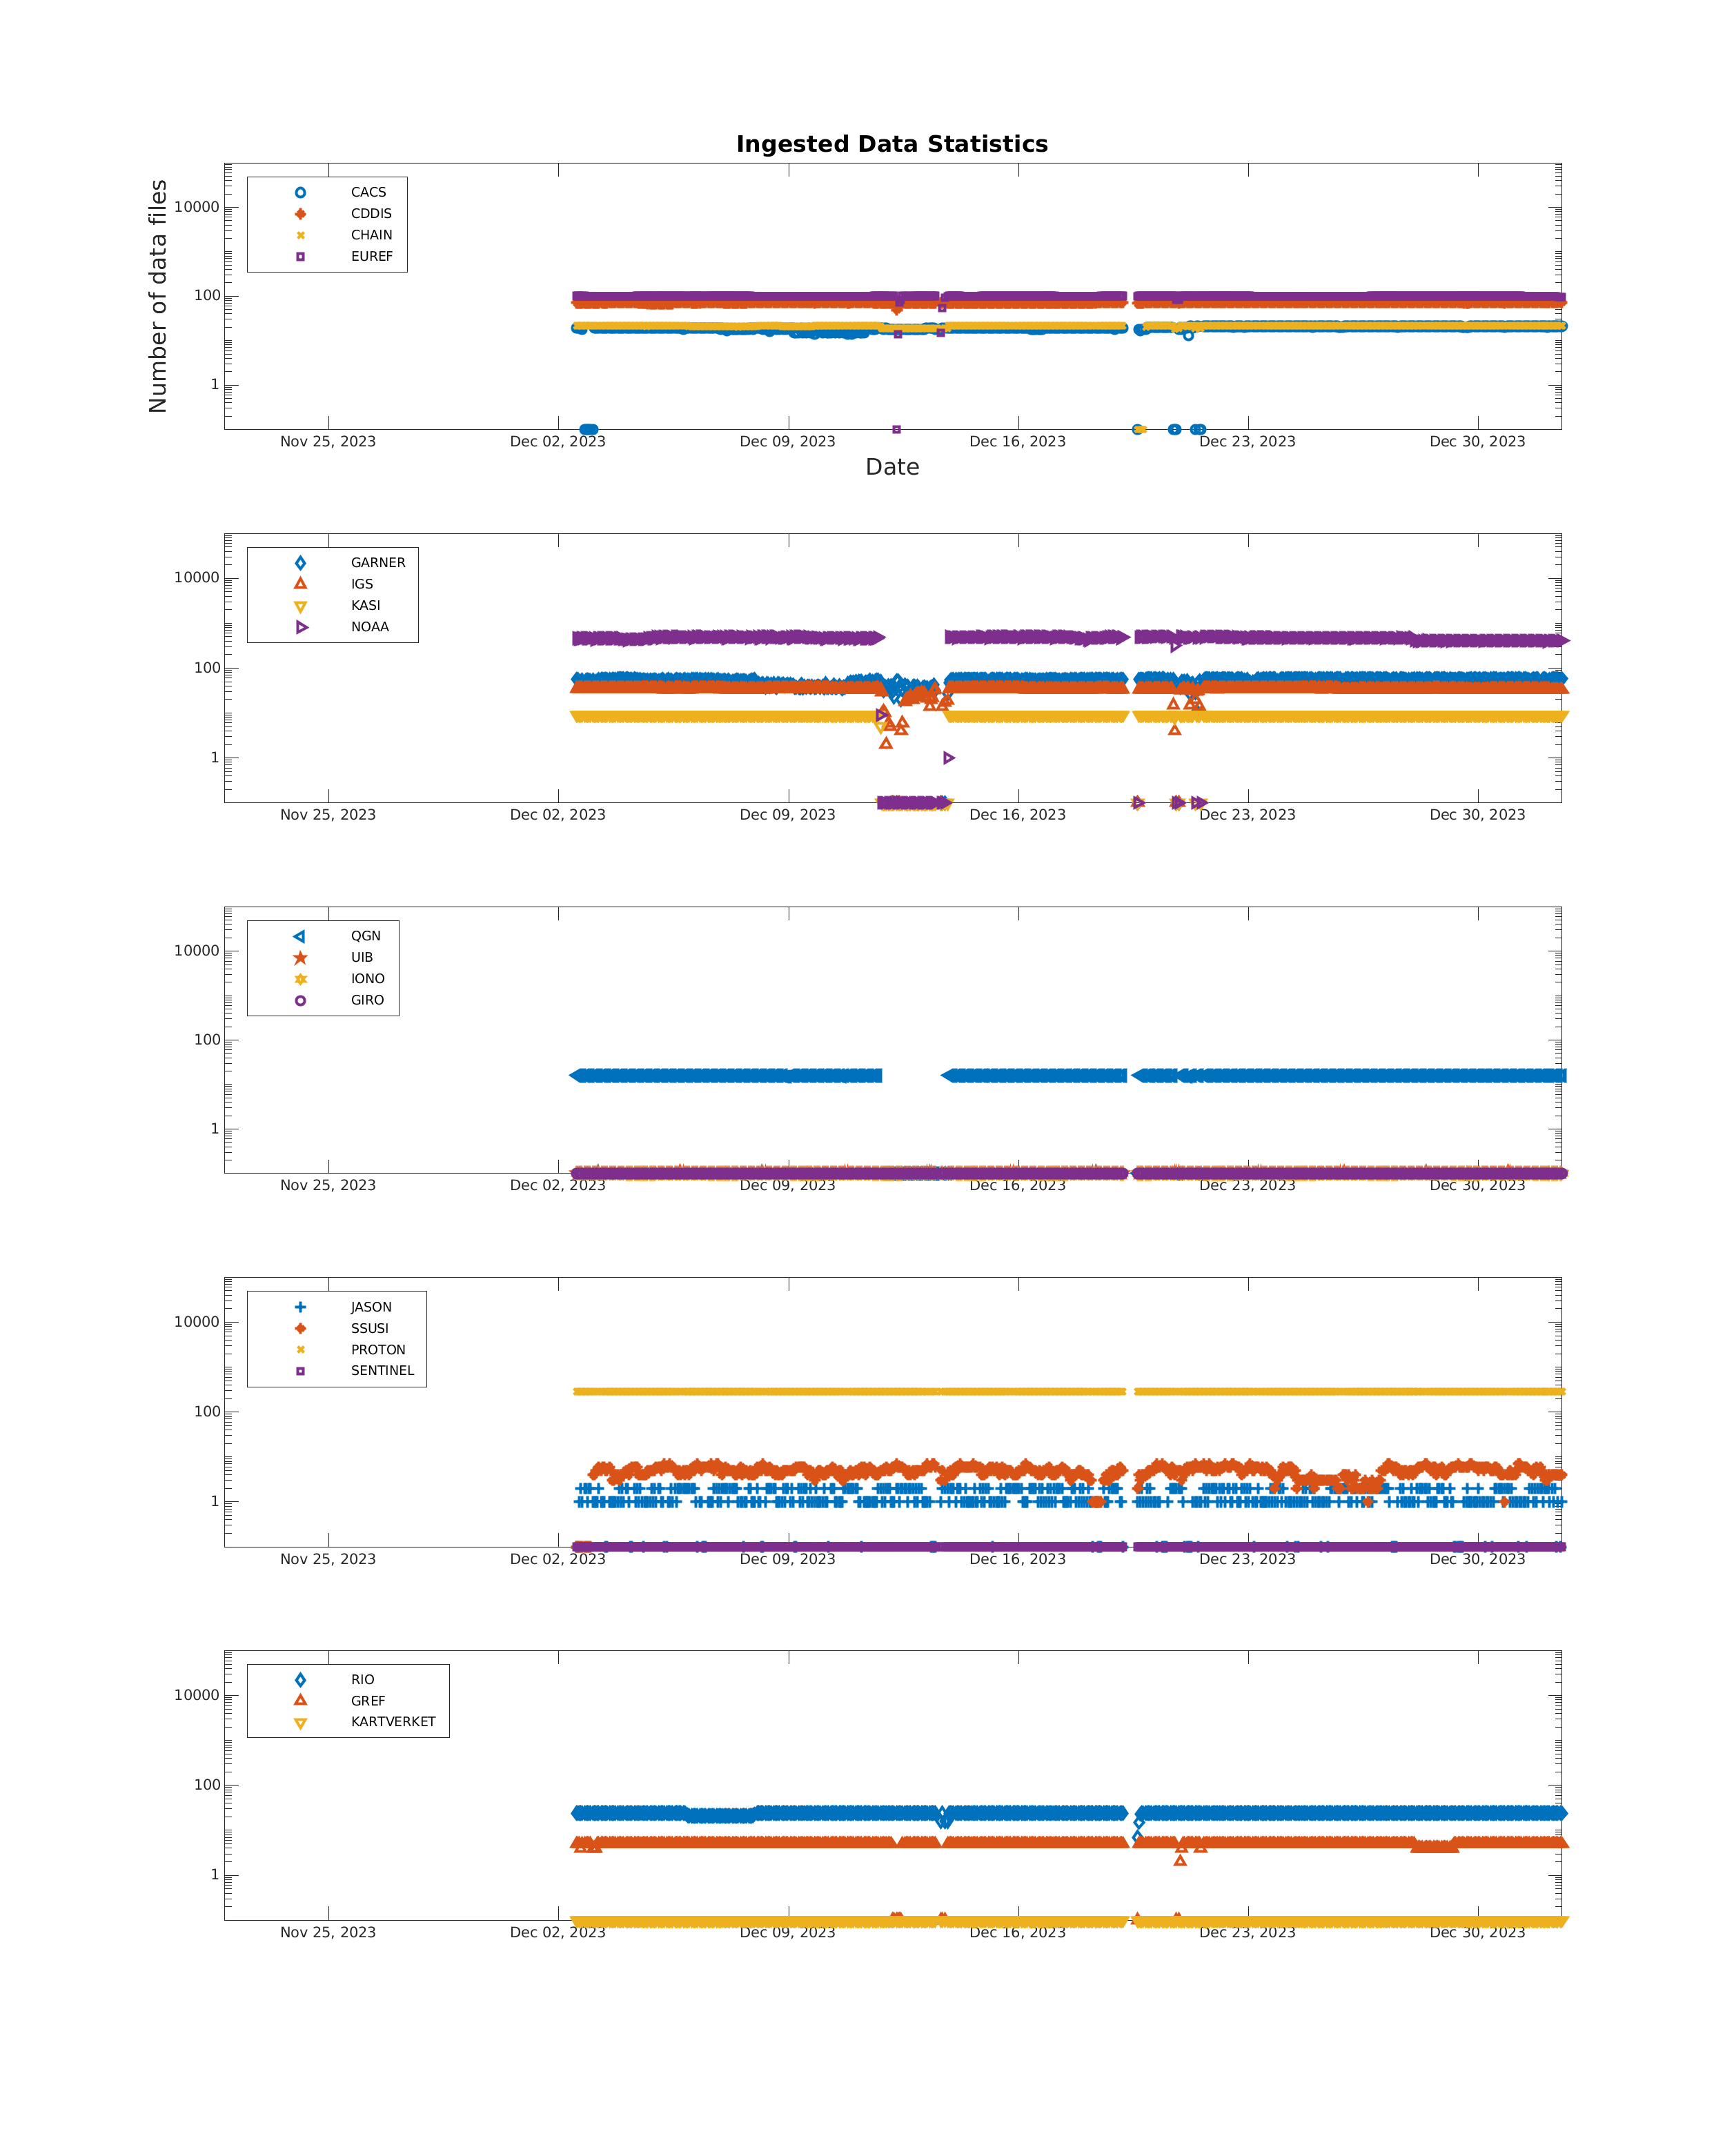 Ingested Data Statistics
Number of data files
10000
100
1
CACS
CDDIS
CHAIN
EUREF
Nov 25, 2023
Dec 02, 2023
Dec 09, 2023
Dec 16, 2023
Dec 23, 2023
Dec 30, 2023
Date
10000
100
1
GARNER
IGS
KASI
NOAA
Nov 25, 2023
Dec 02, 2023
Dec 09, 2023
Dec 16, 2023
Dec 23, 2023
Dec 30, 2023
10000
100
1
QGN
UIB
IONO
GIRO
Nov 25, 2023
Dec 02, 2023
Dec 09, 2023
Dec 16, 2023
Dec 23, 2023
Dec 30, 2023
10000
100
1
JASON
SSUSI
PROTON
SENTINEL
Nov 25, 2023
Dec 02, 2023
Dec 09, 2023
Dec 16, 2023
Dec 23, 2023
Dec 30, 2023
10000
100
1
RIO
GREF
KARTVERKET
Nov 25, 2023
Dec 02, 2023
Dec 09, 2023
Dec 16, 2023
Dec 23, 2023
Dec 30, 2023